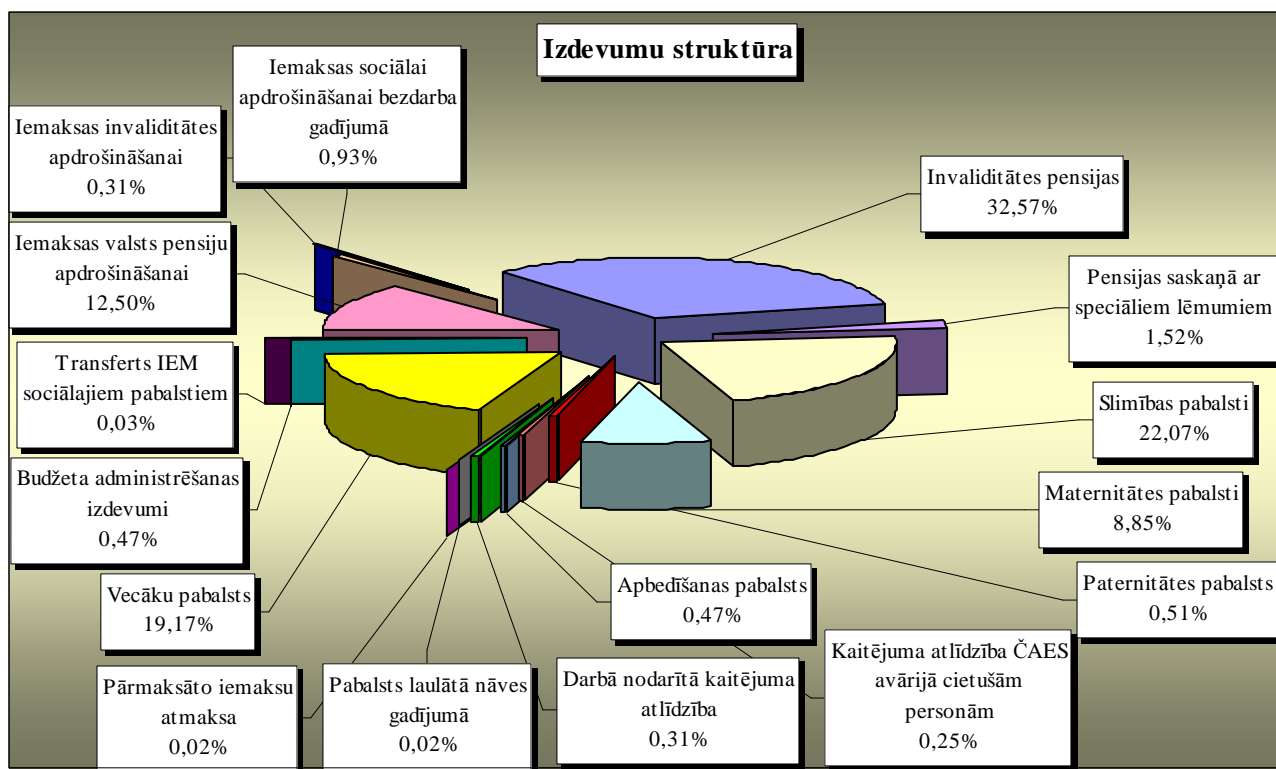 Izdevumu struktūra
Iemaksas sociālai
apdrošināšanai bezdarba
gadījumā
0,93%
Iemaksas invaliditātes
apdrošināšanai
0,31%
Invaliditātes pensijas
32,57%
Iemaksas valsts pensiju
apdrošināšanai
12,50%
Pensijas saskaņā ar
speciāliem lēmumiem
1,52%
Transferts IEM
sociālajiem pabalstiem
0,03%
Slimības pabalsti
22,07%
Budžeta administrēšanas
izdevumi
0,47%
Maternitātes pabalsti
8,85%
Vecāku pabalsts
19,17%
Apbedīšanas pabalsts
0,47%
Paternitātes pabalsts
0,51%
Pārmaksāto iemaksu
atmaksa
0,02%
Pabalsts laulātā nāves
gadījumā
0,02%
Darbā nodarītā kaitējuma
atlīdzība
0,31%
Kaitējuma atlīdzība ČAES
avārijā cietušām
personām
0,25%